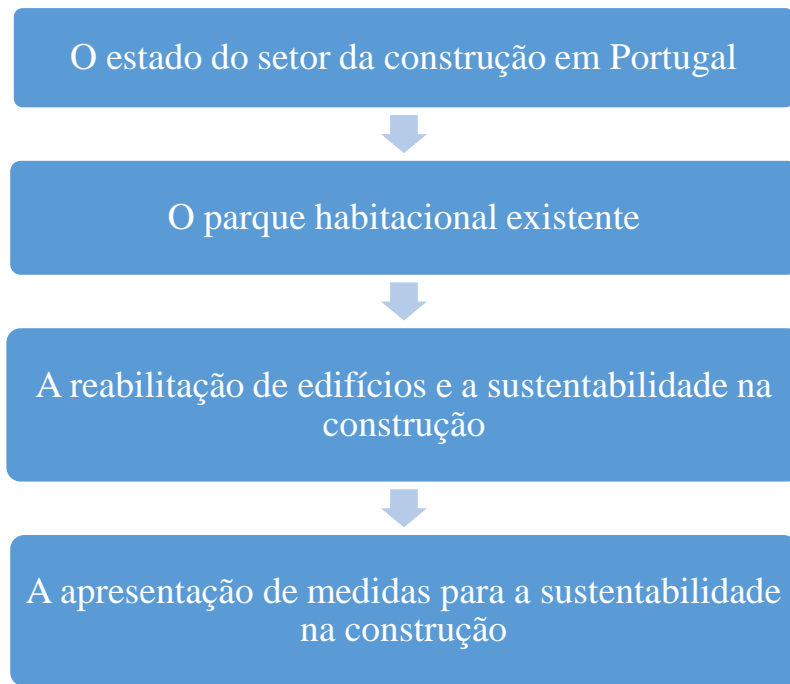 O estado do setor da construção em Portugal
O parque habitacional existente
A reabilitação de edifícios e a sustentabilidade na
construção
A apresentação de medidas para a sustentabilidade
na construção